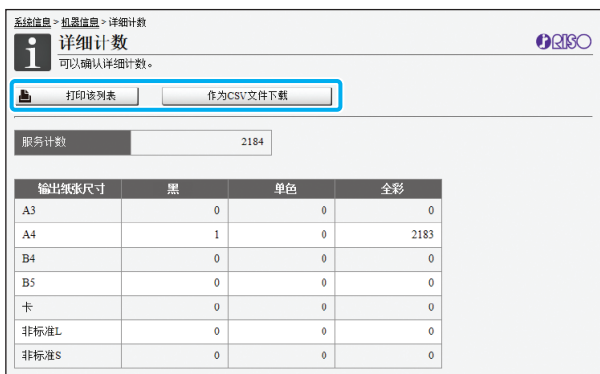 系统信息 > 机器信息 > 详细计数
详细计数
RISO
可以确认详细计数。
打印该列表 作为CSV文件下载
服务计数 2184
输出纸张尺寸 黑 单色 全彩
A3 0 0 0
A4 1 0 2183
B4 0 0 0
B5 0 0 0
卡 0 0 0
非标准L 0 0 0
非标准S 0 0 0